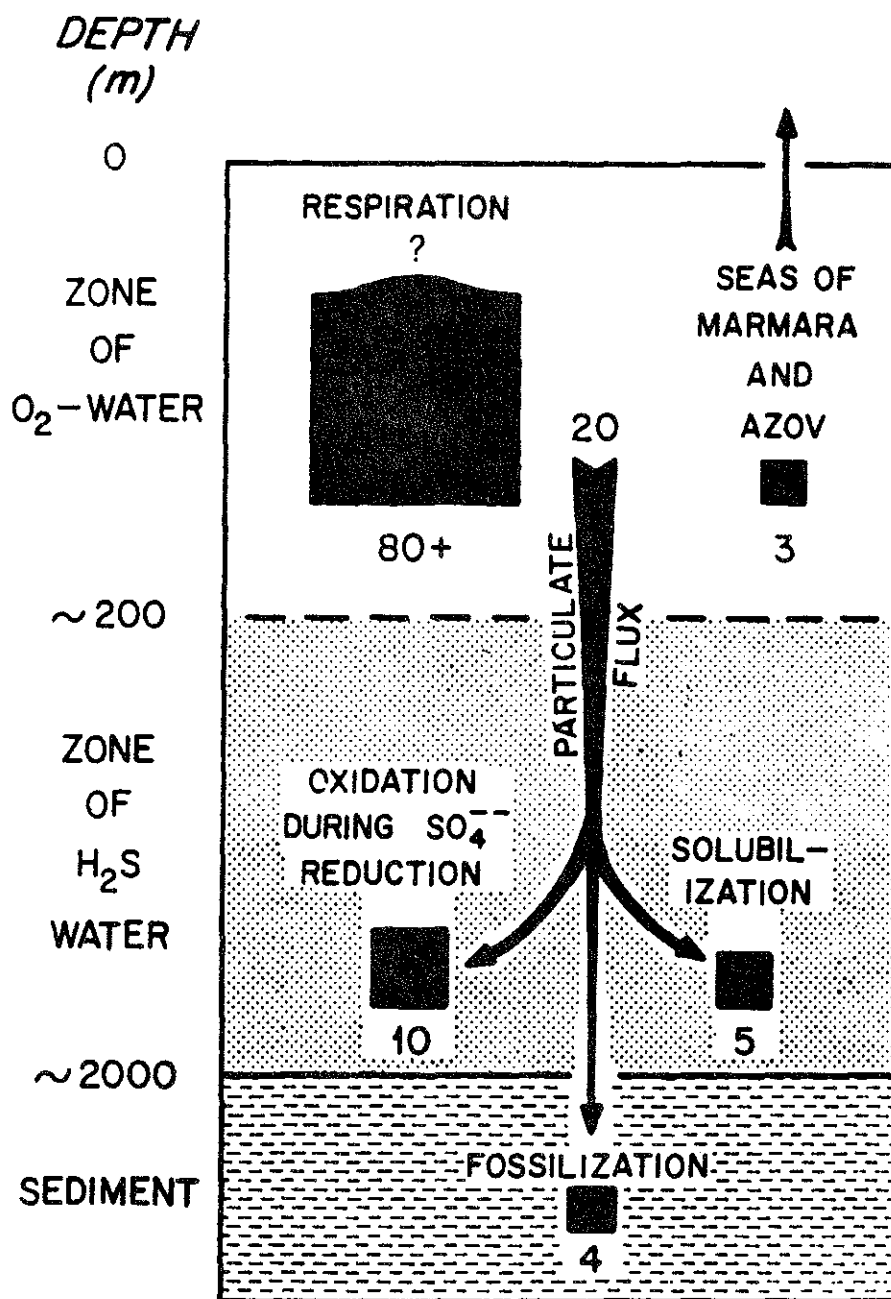 DEPTH
(m)
0
RESPIRATION
?
SEAS OF
MARMARA
AND
AZOV
ZONE
OF
O₂-WATER
20
80+
3
PARTICULATE
FLUX
~200
ZONE
OF
H₂S
WATER
OXIDATION
DURING SO₄⁻⁻
REDUCTION
SOLUBIL-
IZATION
10
5
~2000
SEDIMENT
FOSSILIZATION
4